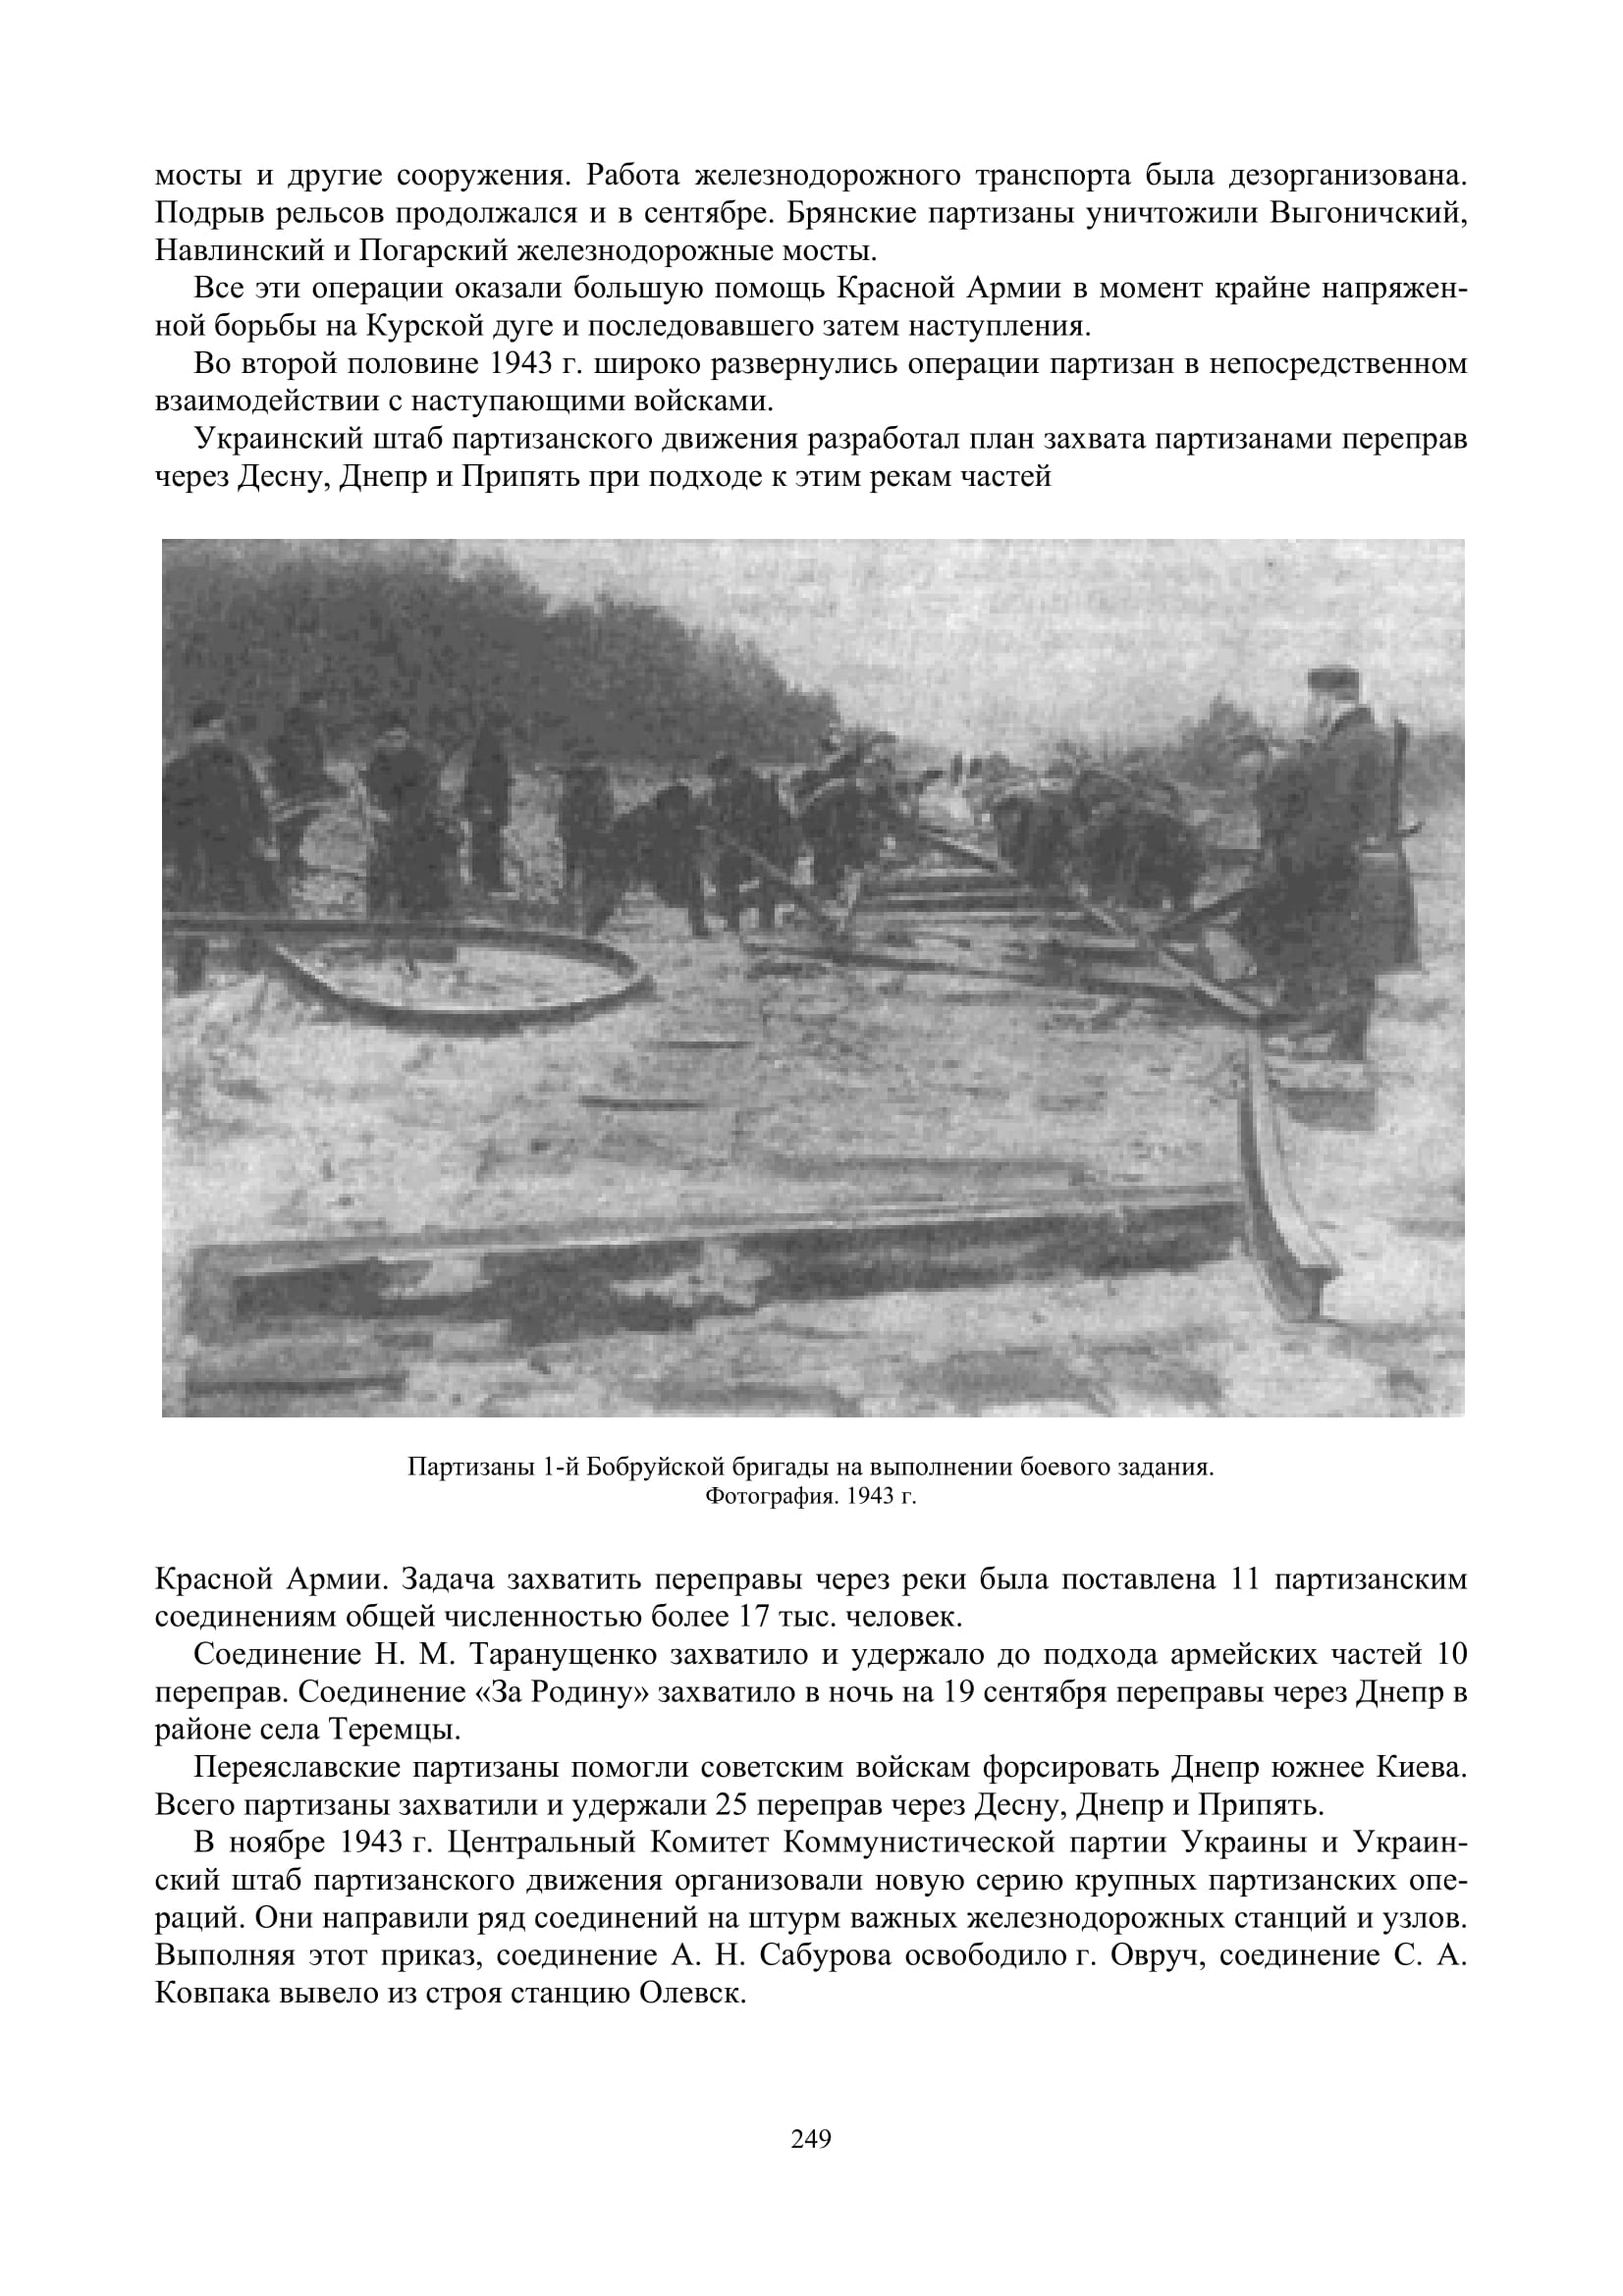 мосты и другие сооружения. Работа железнодорожного транспорта была дезорганизована.
Подрыв рельсов продолжался и в сентябре. Брянские партизаны уничтожили Выгоничский,
Навлинский и Погарский железнодорожные мосты.
Все эти операции оказали большую помощь Красной Армии в момент крайне напряжен-
ной борьбы на Курской дуге и последовавшего затем наступления.
Во второй половине 1943 г. широко развернулись операции партизан в непосредственном
взаимодействии с наступающими войсками.
Украинский штаб партизанского движения разработал план захвата партизанами переправ
через Десну, Днепр и Припять при подходе к этим рекам частей
Партизаны 1-й Бобруйской бригады на выполнении боевого задания.
Фотография. 1943 г.
Красной Армии. Задача захватить переправы через реки была поставлена 11 партизанским
соединениям общей численностью более 17 тыс. человек.
Соединение Н. М. Таранущенко захватило и удержало до подхода армейских частей 10
переправ. Соединение «За Родину» захватило в ночь на 19 сентября переправы через Днепр в
районе села Теремцы.
Переяславские партизаны помогли советским войскам форсировать Днепр южнее Киева.
Всего партизаны захватили и удержали 25 переправ через Десну, Днепр и Припять.
В ноябре 1943 г. Центральный Комитет Коммунистической партии Украины и Украин-
ский штаб партизанского движения организовали новую серию крупных партизанских опе-
раций. Они направили ряд соединений на штурм важных железнодорожных станций и узлов.
Выполняя этот приказ, соединение А. Н. Сабурова освободило г. Овруч, соединение С. А.
Ковпака вывело из строя станцию Олевск.
249